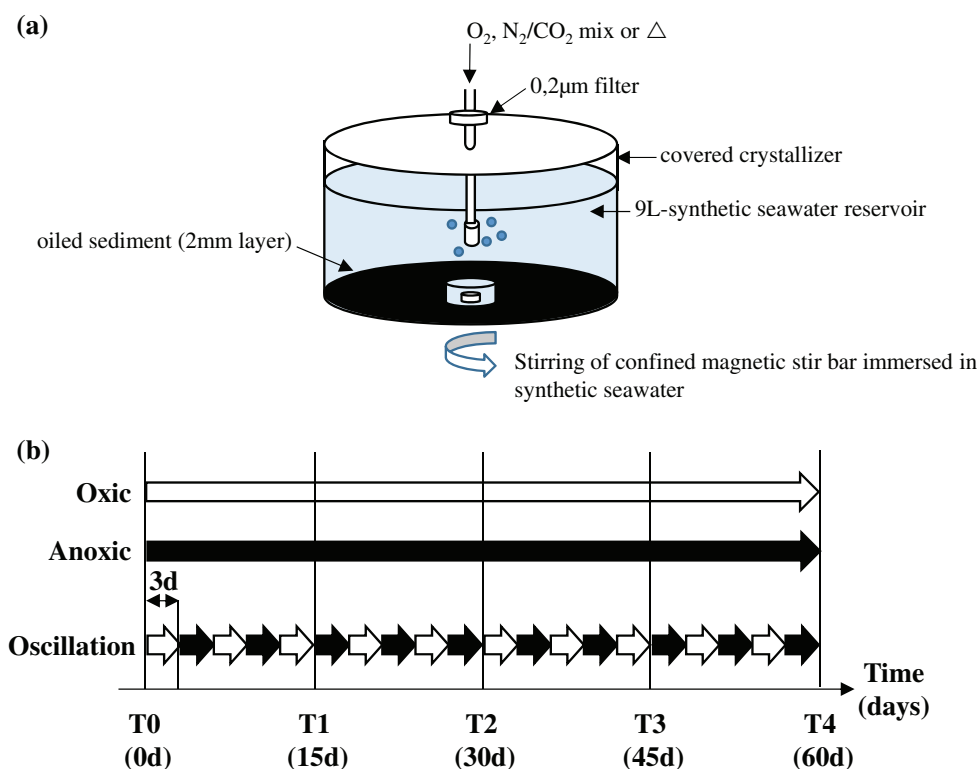 (a)
O₂, N₂/CO₂ mix or △
0,2µm filter
covered crystallizer
9L-synthetic seawater reservoir
oiled sediment (2mm layer)
Stirring of confined magnetic stir bar immersed in
synthetic seawater
(b)
Oxic
Anoxic
3d
Oscillation
Time
(days)
T0 T1 T2 T3 T4
(0d) (15d) (30d) (45d) (60d)